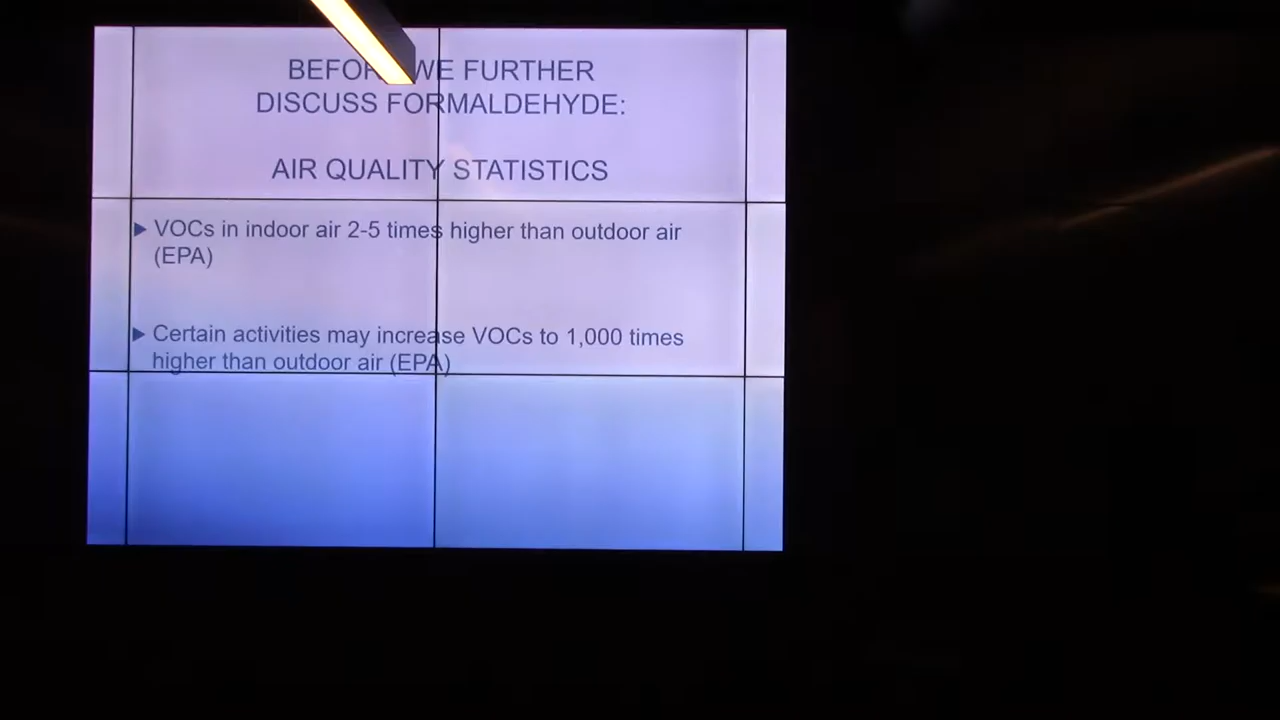 BEFORE WE FURTHER
DISCUSS FORMALDEHYDE:
AIR QUALITY STATISTICS
VOCs in indoor air 2-5 times higher than outdoor air
(EPA)
Certain activities may increase VOCs to 1,000 times
higher than outdoor air (EPA)